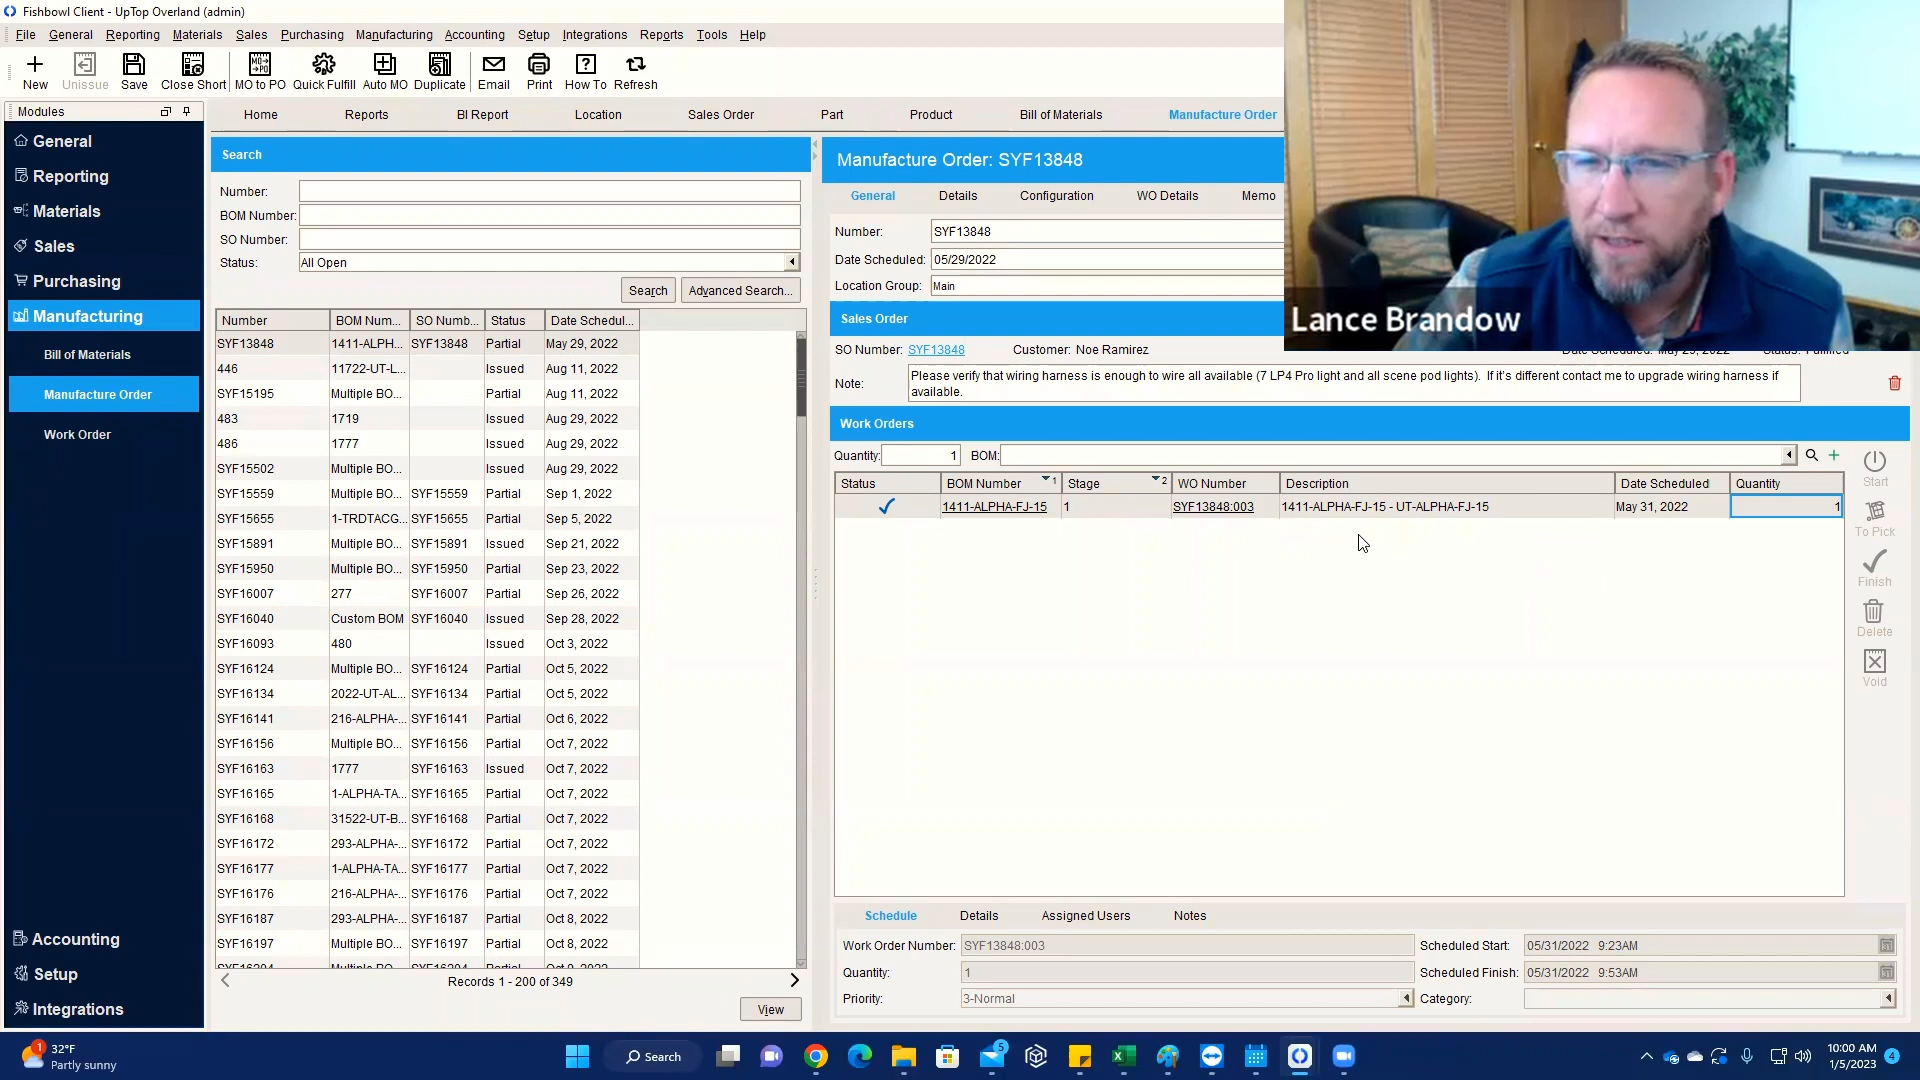 Fishbowl Client - UpTop Overland (admin)
File General Reporting Materials Sales Purchasing Manufacturing Accounting Setup Integrations Reports Tools Help
New Unissue Save Close Short MO to PO Quick Fulfill Auto MO Duplicate Email Print How To Refresh
Modules
Home Reports BI Report Location Sales Order Part Product Bill of Materials Manufacture Order
General
Reporting
Materials
Sales
Purchasing
Manufacturing
Bill of Materials
Manufacture Order
Work Order
Accounting
Setup
Integrations
Search
Number:
BOM Number:
SO Number:
Status: All Open
Search Advanced Search...
Number BOM Num... SO Numb... Status Date Schedul...
SYF13848 1411-ALPH... SYF13848 Partial May 29, 2022
446 11722-UT-L... Issued Aug 11, 2022
SYF15195 Multiple BO... Partial Aug 11, 2022
483 1719 Issued Aug 29, 2022
486 1777 Issued Aug 29, 2022
SYF15502 Multiple BO... Issued Aug 29, 2022
SYF15559 Multiple BO... SYF15559 Partial Sep 1, 2022
SYF15655 1-TRDTACG... SYF15655 Partial Sep 5, 2022
SYF15891 Multiple BO... SYF15891 Issued Sep 21, 2022
SYF15950 Multiple BO... SYF15950 Partial Sep 23, 2022
SYF16007 277 SYF16007 Partial Sep 26, 2022
SYF16040 Custom BOM SYF16040 Issued Sep 28, 2022
SYF16093 480 Issued Oct 3, 2022
SYF16124 Multiple BO... SYF16124 Partial Oct 5, 2022
SYF16134 2022-UT-AL... SYF16134 Partial Oct 5, 2022
SYF16141 216-ALPHA-... SYF16141 Partial Oct 6, 2022
SYF16156 Multiple BO... SYF16156 Partial Oct 7, 2022
SYF16163 1777 SYF16163 Issued Oct 7, 2022
SYF16165 1-ALPHA-TA... SYF16165 Partial Oct 7, 2022
SYF16168 31522-UT-B... SYF16168 Partial Oct 7, 2022
SYF16172 293-ALPHA-... SYF16172 Partial Oct 7, 2022
SYF16177 1-ALPHA-TA... SYF16177 Partial Oct 7, 2022
SYF16176 216-ALPHA-... SYF16176 Partial Oct 7, 2022
SYF16187 293-ALPHA-... SYF16187 Partial Oct 8, 2022
SYF16197 Multiple BO... SYF16197 Partial Oct 8, 2022
Records 1 - 200 of 349
View
Manufacture Order: SYF13848
General Details Configuration WO Details Memo
Number: SYF13848
Date Scheduled: 05/29/2022
Location Group: Main
Sales Order
SO Number: SYF13848 Customer: Noe Ramirez Date Scheduled: May 29, 2022 Status: Fulfilled
Note: Please verify that wiring harness is enough to wire all available (7 LP4 Pro light and all scene pod lights). If it's different contact me to upgrade wiring harness if
available.
Work Orders
Quantity: 1 BOM:
Status BOM Number 1 Stage 2 WO Number Description Date Scheduled Quantity
1411-ALPHA-FJ-15 1 SYF13848:003 1411-ALPHA-FJ-15 - UT-ALPHA-FJ-15 May 31, 2022 1
Start
To Pick
Finish
Delete
Void
Schedule Details Assigned Users Notes
Work Order Number: SYF13848:003 Scheduled Start: 05/31/2022 9:23AM
Quantity: 1 Scheduled Finish: 05/31/2022 9:53AM
Priority: 3-Normal Category:
Lance Brandow
1 32°F
Partly sunny
Search
5
10:00 AM
1/5/2023
4